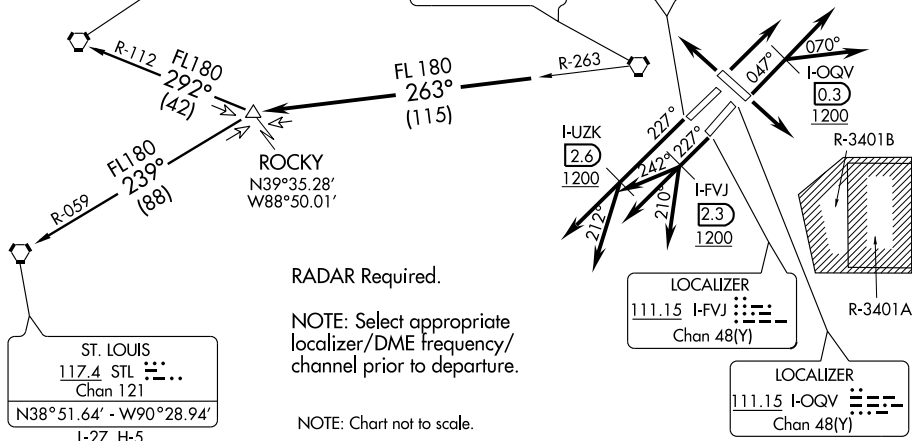 R-112
FL180
292°
(42)
FL 180
263°
(115)
R-263
ROCKY
N39°35.28'
W88°50.01'
FL180
239°
(88)
R-059
047°
070°
I-OQV
0.3
1200
227°
I-UZK
2.6
1200
227°
242°
212°
210°
I-FVJ
2.3
1200
R-3401B
R-3401A
RADAR Required.
NOTE: Select appropriate
localizer/DME frequency/
channel prior to departure.
NOTE: Chart not to scale.
ST. LOUIS
117.4 STL
Chan 121
N38°51.64' - W90°28.94'
L-27, H-5
LOCALIZER
111.15 I-FVJ
Chan 48(Y)
LOCALIZER
111.15 I-OQV
Chan 48(Y)